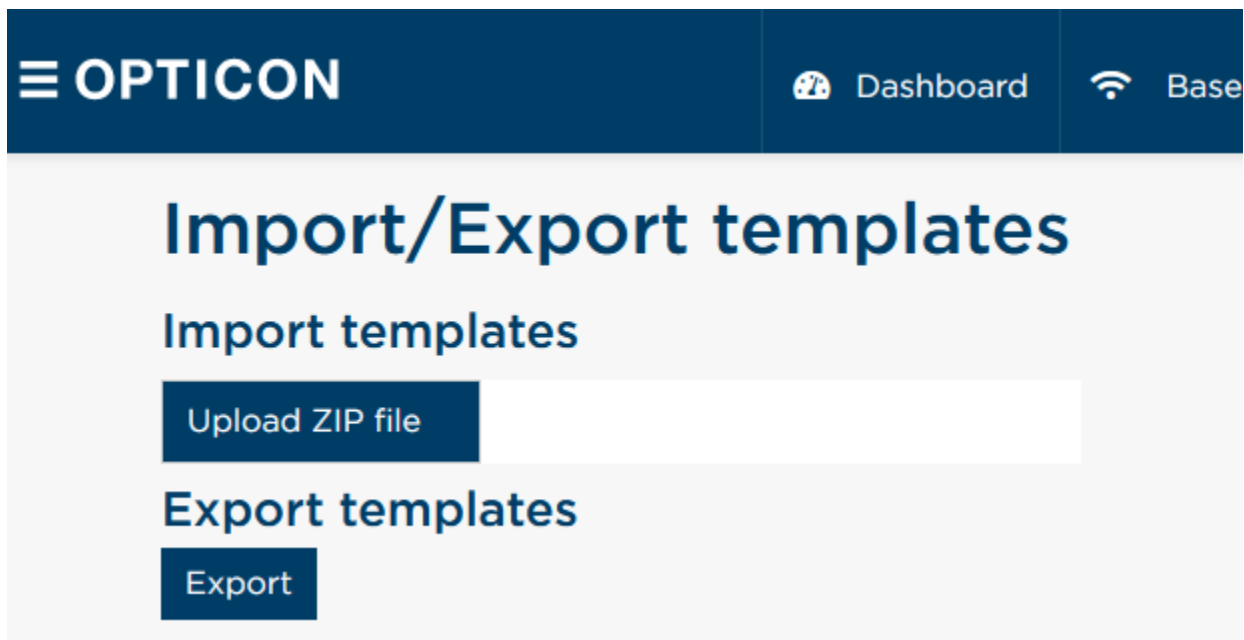 OPTICON Dashboard Base
Import/Export templates
Import templates
Upload ZIP file
Export templates
Export